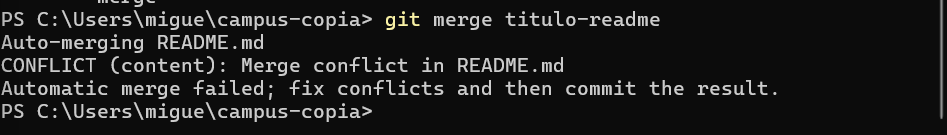 PS C:\Users\migue\campus-copia> git merge titulo-readme
Auto-merging README.md
CONFLICT (content): Merge conflict in README.md
Automatic merge failed; fix conflicts and then commit the result.
PS C:\Users\migue\campus-copia>